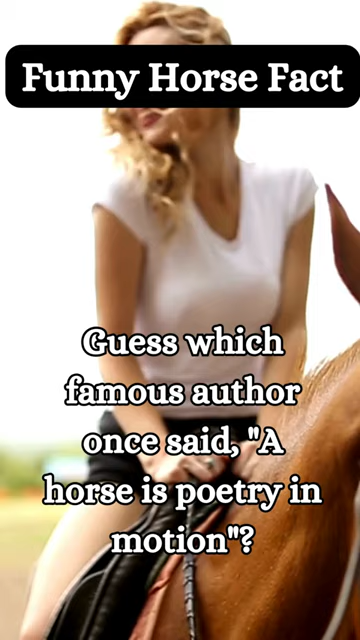 Funny Horse Fact
Guess which
famous author
once said, "A
horse is poetry in
motion"?